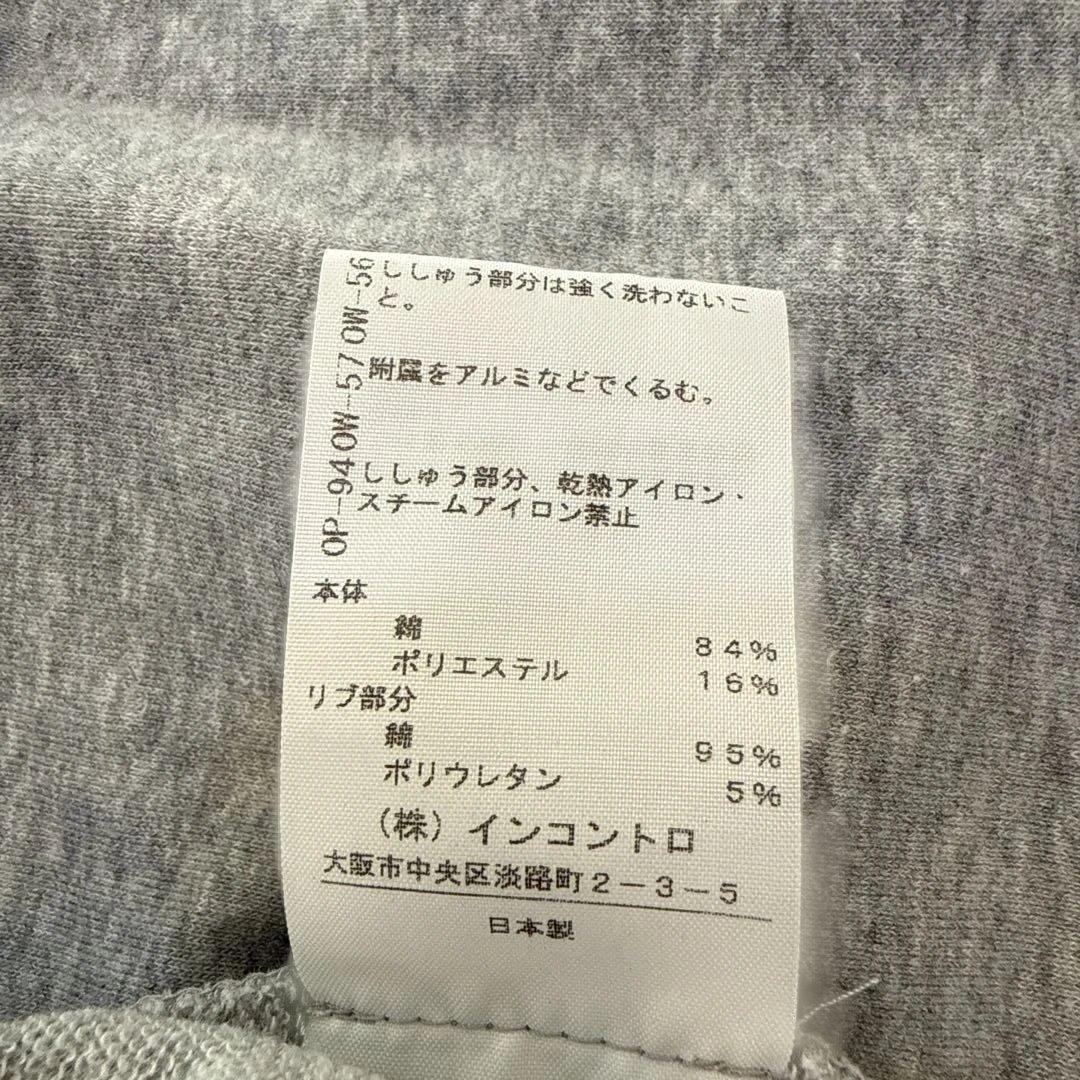 ししゅう部分は強く洗わないこ
と。
附属をアルミなどでくるむ。
ししゅう部分、乾熱アイロン・
スチームアイロン禁止
OP-940W-570W-56
本体
綿 84%
ポリエステル 16%
リブ部分
綿 95%
ポリウレタン 5%
(株)インコントロ
大阪市中央区淡路町2-3-5
日本製